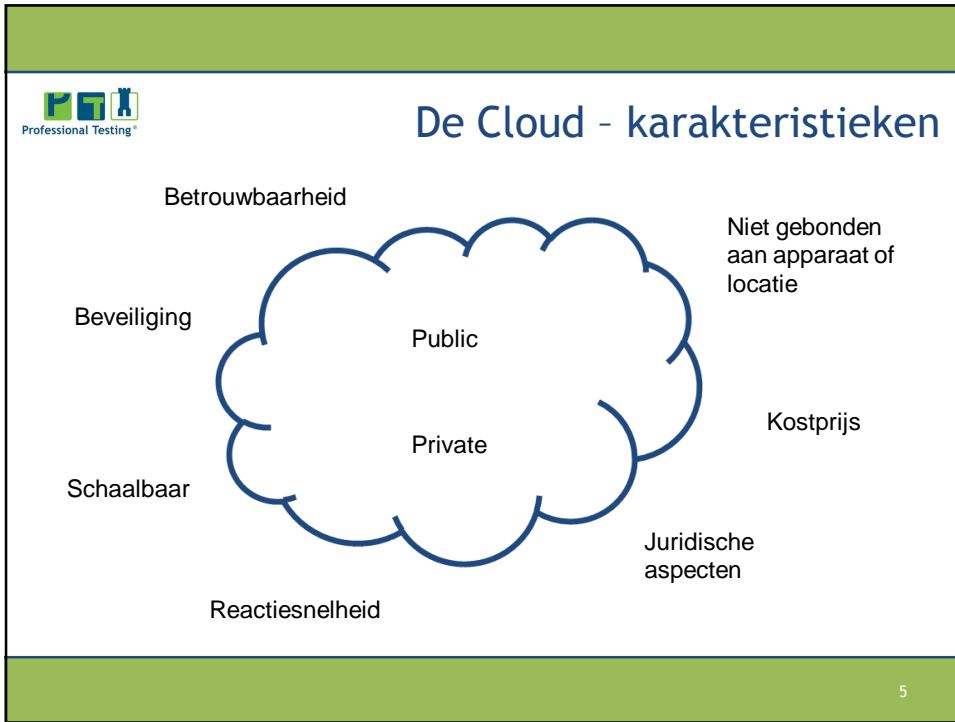 PTI
Professional Testing®
De Cloud – karakteristieken
Betrouwbaarheid
Niet gebonden
aan apparaat of
locatie
Beveiliging
Public
Kostprijs
Private
Schaalbaar
Juridische
aspecten
Reactiesnelheid
5